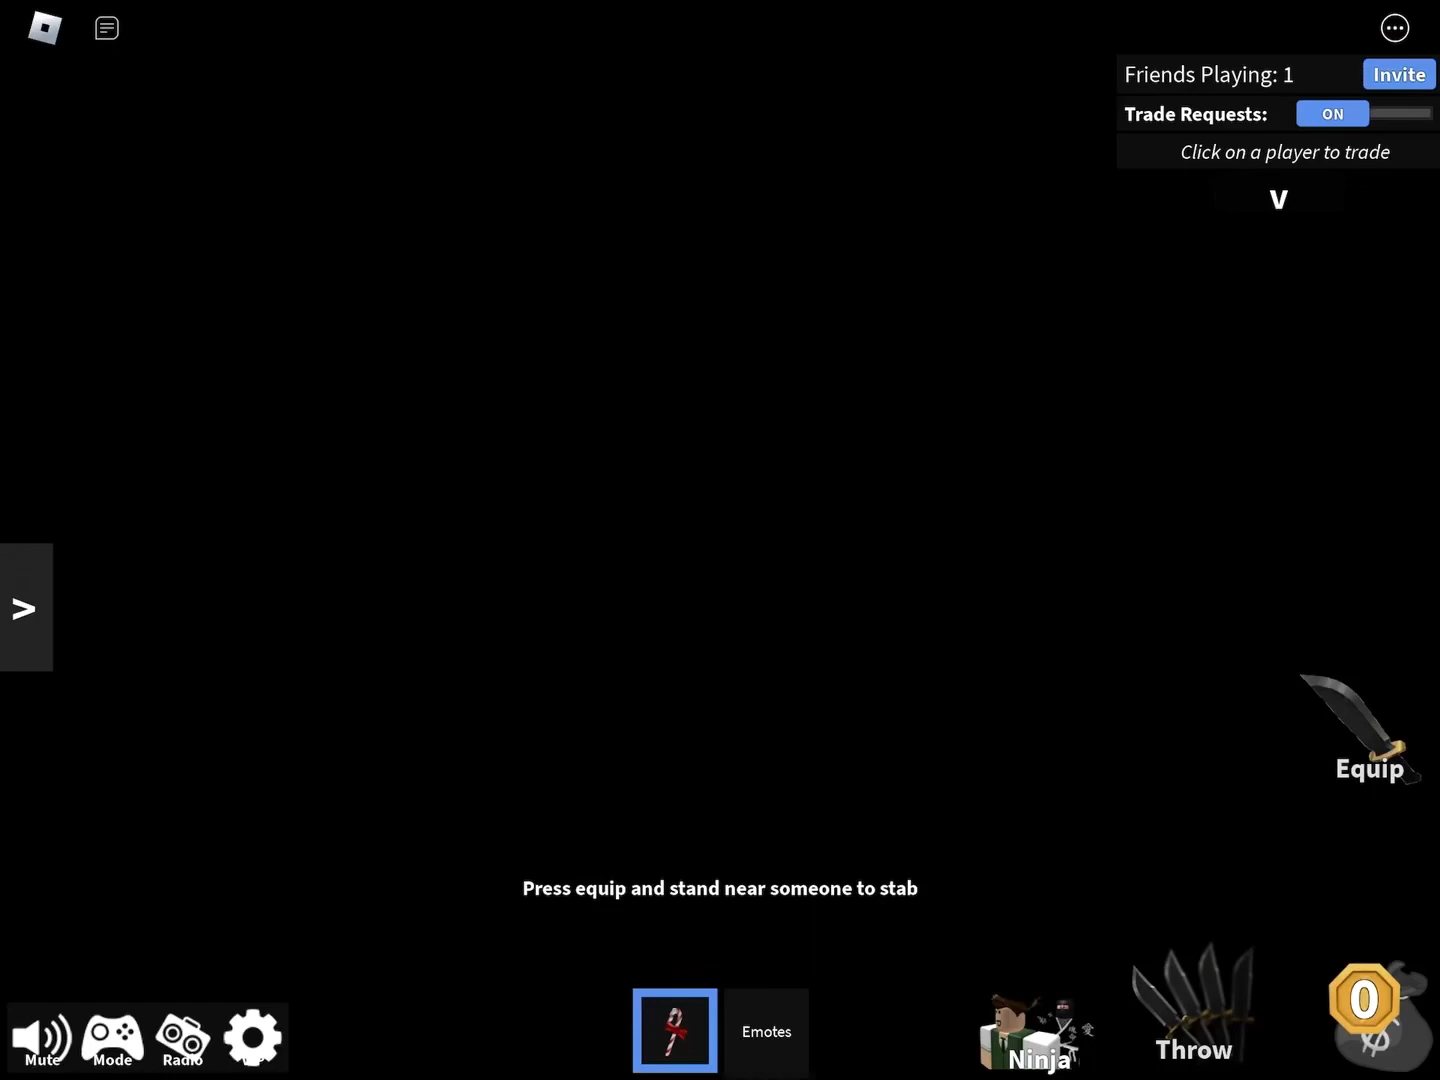 Friends Playing: 1
Invite
Trade Requests:
ON
Click on a player to trade
v
>
Equip
Press equip and stand near someone to stab
Mute
Mode
Radio
Emotes
Ninja
Throw
0